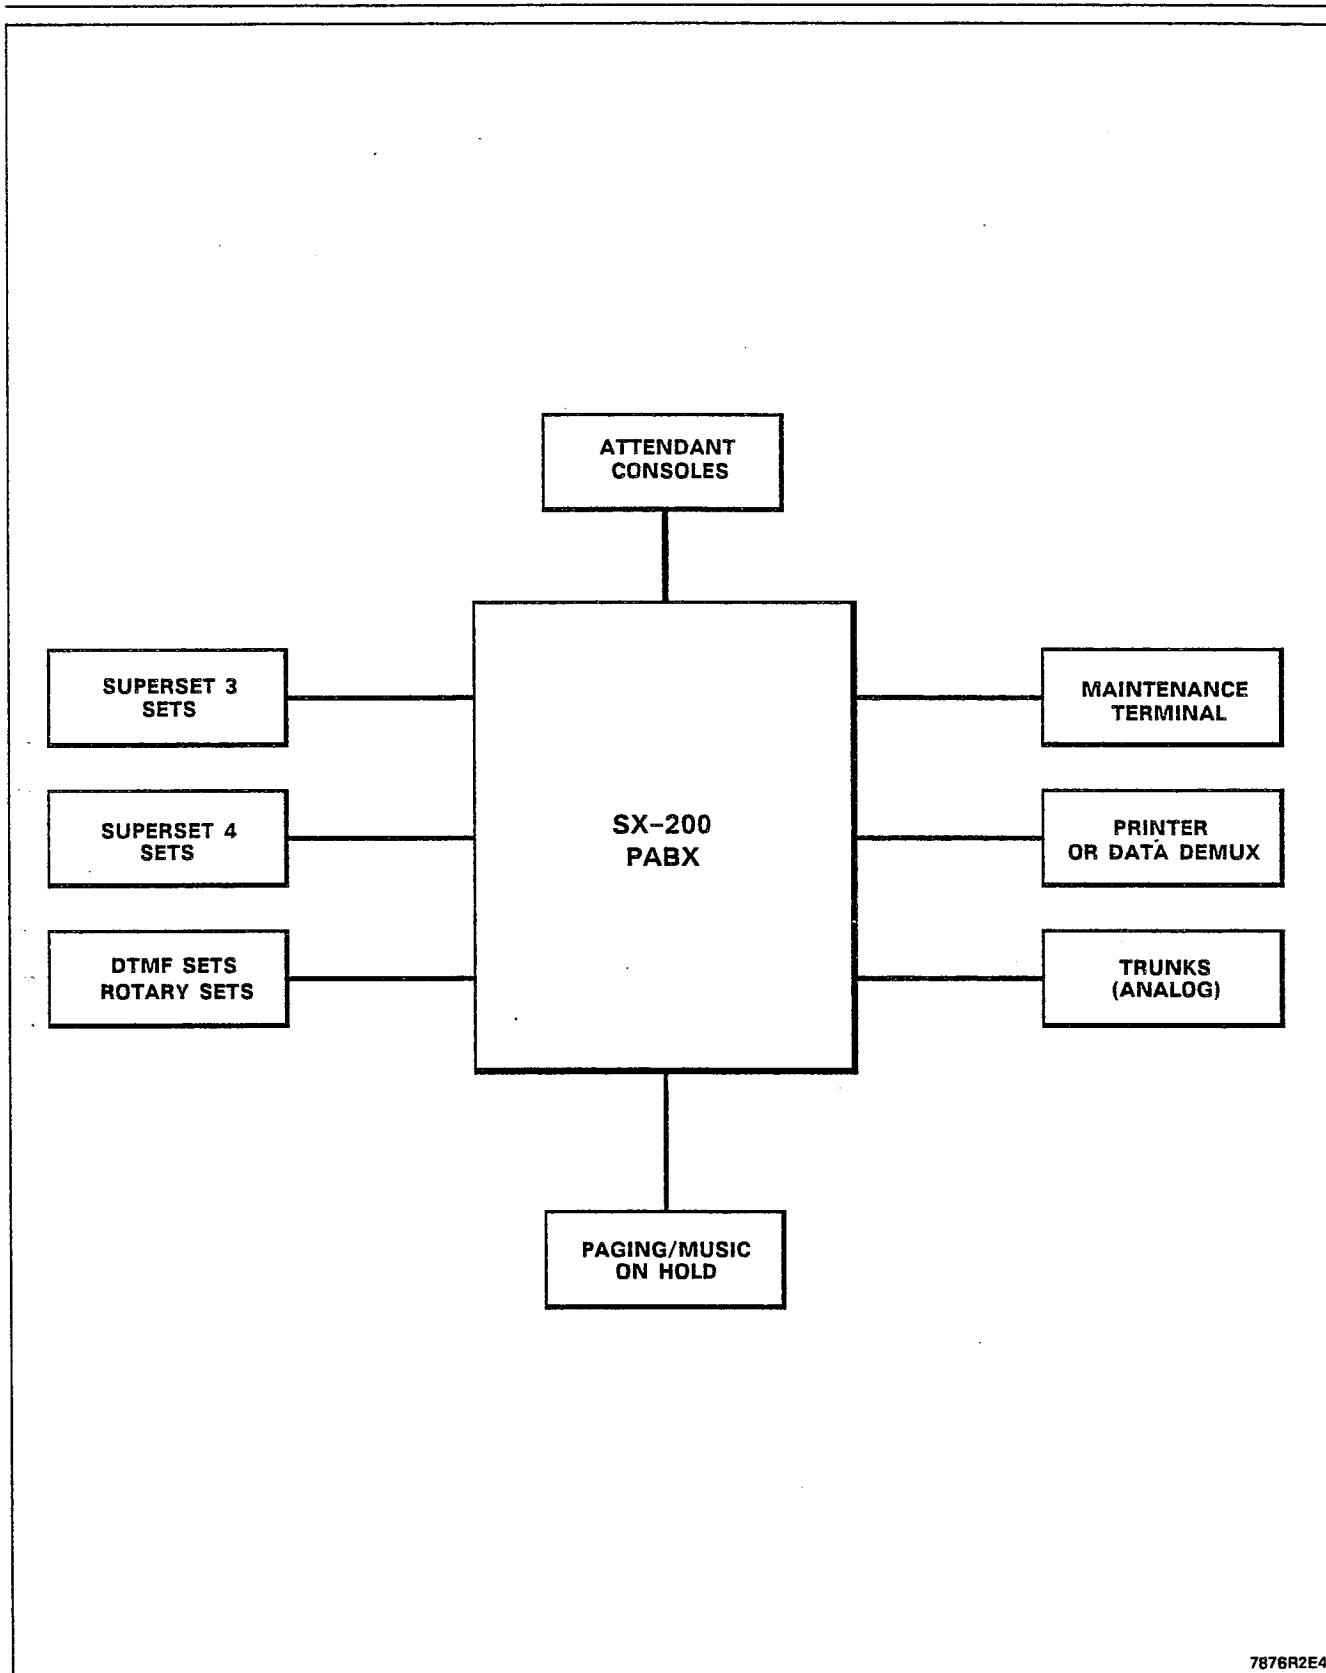 ATTENDANT
CONSOLES
SUPERSET 3
SETS
MAINTENANCE
TERMINAL
SUPERSET 4
SETS
SX-200
PABX
PRINTER
OR DATA DEMUX
DTMF SETS
ROTARY SETS
TRUNKS
(ANALOG)
PAGING/MUSIC
ON HOLD
7876R2E4